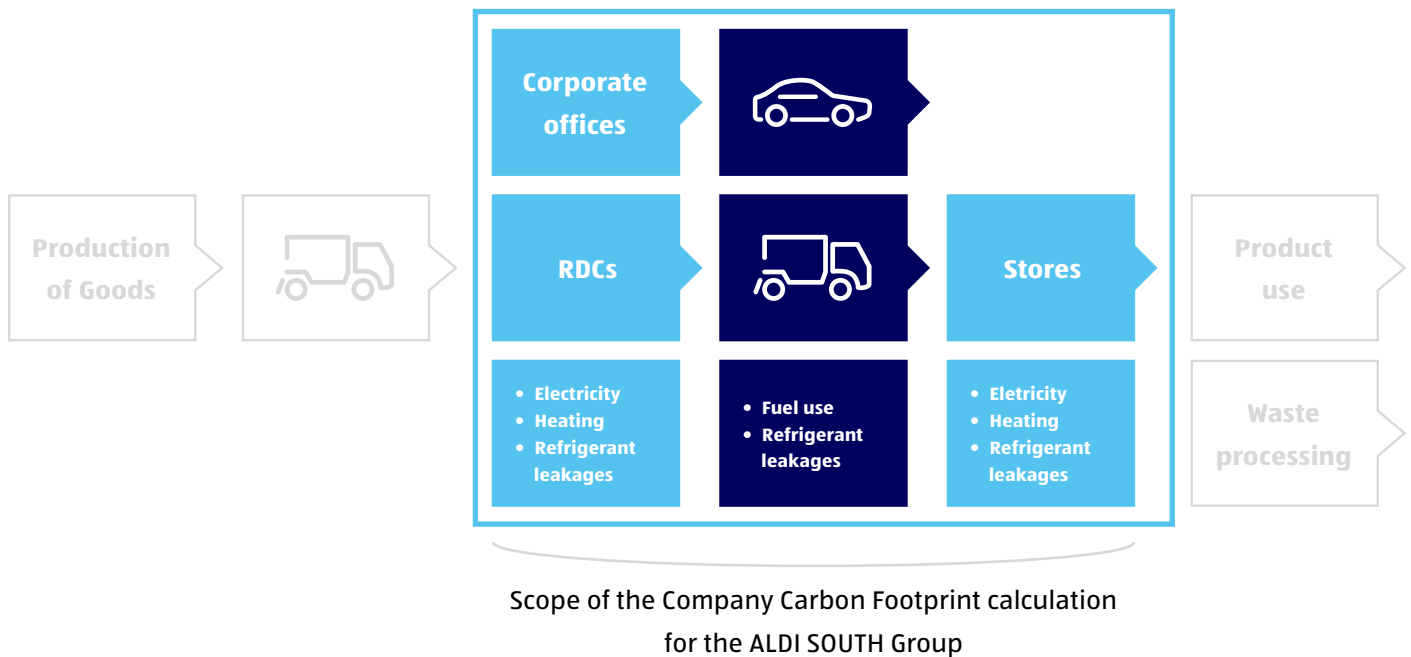 Corporate
offices
Production
of Goods
RDCs
Stores
Product
use
• Electricity
• Heating
• Refrigerant
leakages
• Fuel use
• Refrigerant
leakages
• Eletricity
• Heating
• Refrigerant
leakages
Waste
processing
Scope of the Company Carbon Footprint calculation
for the ALDI SOUTH Group